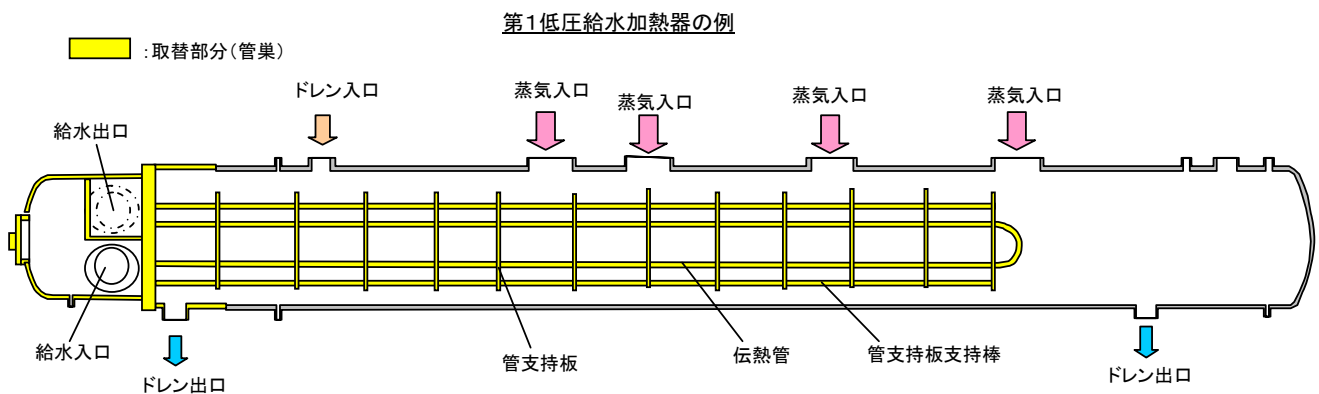 第1低圧給水加熱器の例
:取替部分(管巣)
ドレン入口
蒸気入口
蒸気入口
蒸気入口
蒸気入口
給水出口
給水入口
ドレン出口
管支持板
伝熱管
管支持板支持棒
ドレン出口